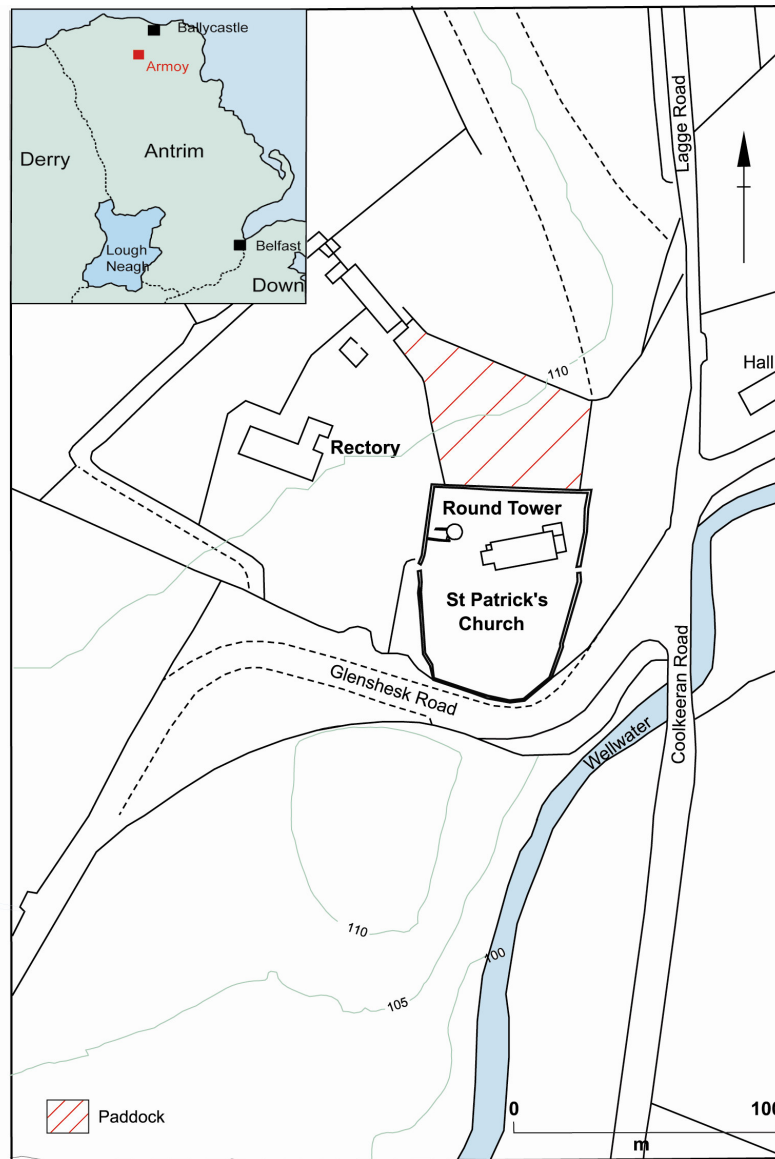 Ballycastle
Armoy
Derry
Antrim
Lough
Neagh
Belfast
Down
Lagge Road
110
Hall
Rectory
Round Tower
St Patrick's
Church
Glenshesk Road
Wellwater
Coolkeeran Road
110
100
105
Paddock
0
100
m